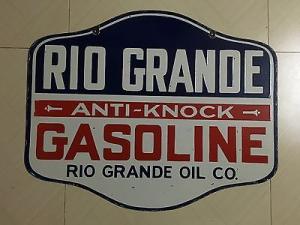 RIO GRANDE
ANTI-KNOCK
GASOLINE
RIO GRANDE OIL CO.